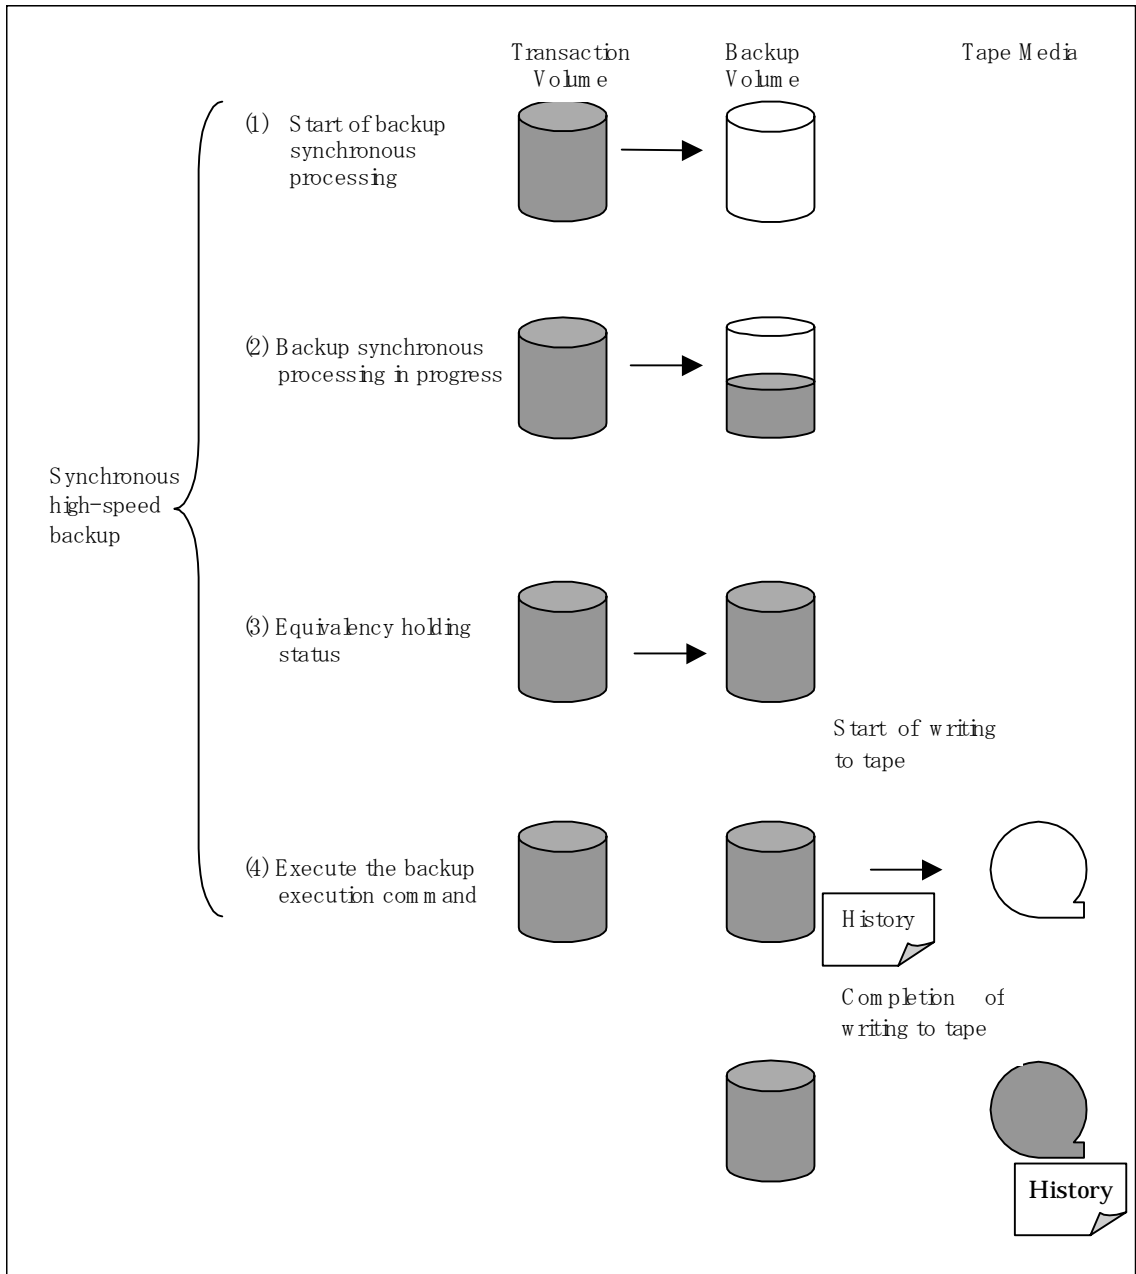 Transaction
Volume
Backup
Volume
Tape Media
(1) Start of backup
synchronous
processing
(2) Backup synchronous
processing in progress
Synchronous
high-speed
backup
(3) Equivalency holding
status
Start of writing
to tape
(4) Execute the backup
execution command
History
Completion of
writing to tape
History